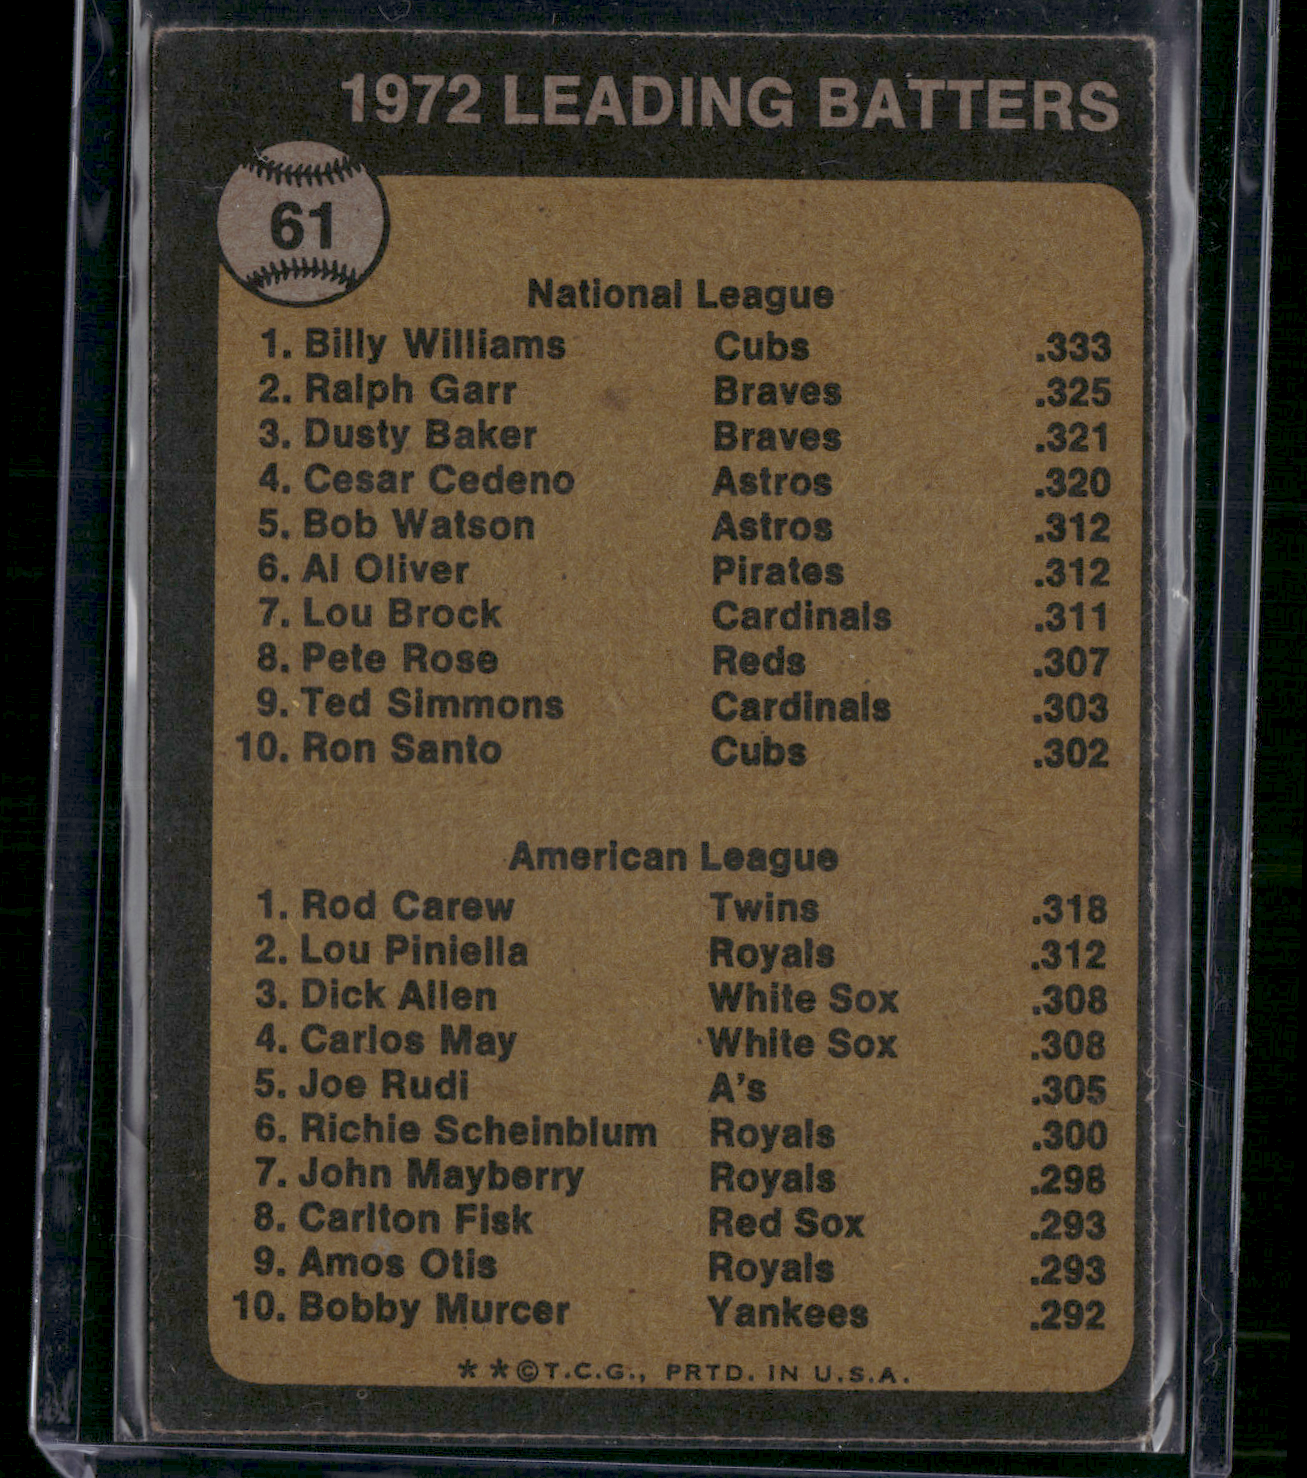 1972 LEADING BATTERS
61
National League
1. Billy Williams Cubs .333
2. Ralph Garr Braves .325
3. Dusty Baker Braves .321
4. Cesar Cedeno Astros .320
5. Bob Watson Astros .312
6. Al Oliver Pirates .312
7. Lou Brock Cardinals .311
8. Pete Rose Reds .307
9. Ted Simmons Cardinals .303
10. Ron Santo Cubs .302
American League
1. Rod Carew Twins .318
2. Lou Piniella Royals .312
3. Dick Allen White Sox .308
4. Carlos May White Sox .308
5. Joe Rudi A's .305
6. Richie Scheinblum Royals .300
7. John Mayberry Royals .298
8. Carlton Fisk Red Sox .293
9. Amos Otis Royals .293
10. Bobby Murcer Yankees .292
* * © T.C.G., PRTD. IN U.S.A.